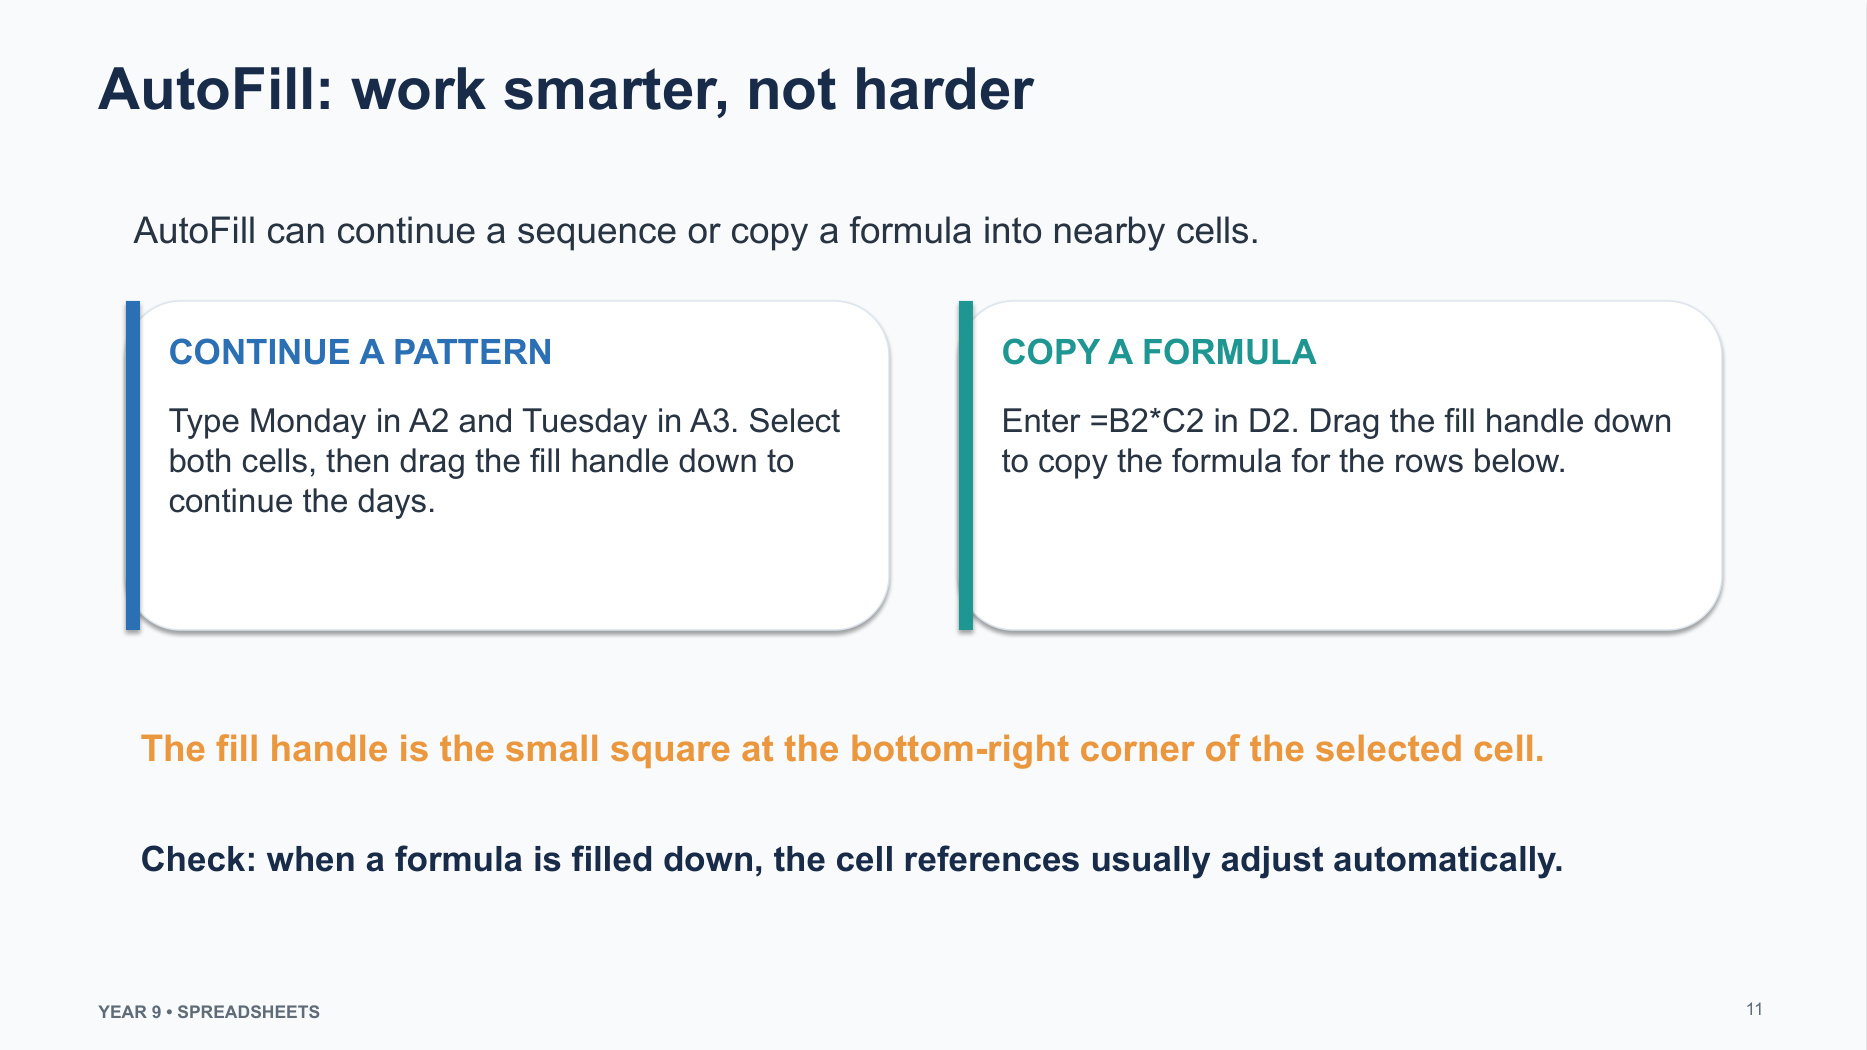 AutoFill: work smarter, not harder
AutoFill can continue a sequence or copy a formula into nearby cells.
CONTINUE A PATTERN
Type Monday in A2 and Tuesday in A3. Select
both cells, then drag the fill handle down to
continue the days.
COPY A FORMULA
Enter =B2*C2 in D2. Drag the fill handle down
to copy the formula for the rows below.
The fill handle is the small square at the bottom-right corner of the selected cell.
Check: when a formula is filled down, the cell references usually adjust automatically.
YEAR 9 • SPREADSHEETS
11